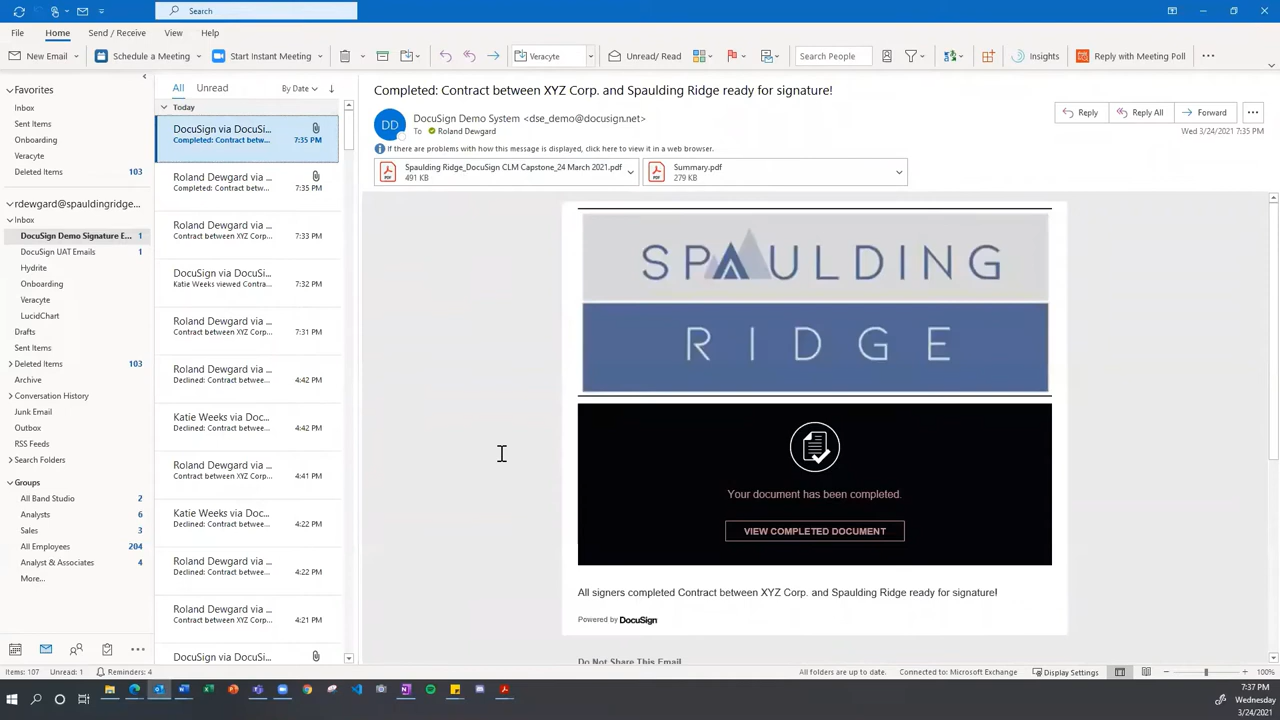 Search
File
Home
Send / Receive
View
Help
New Email
Schedule a Meeting
Start Instant Meeting
Veracyte
Unread/ Read
Search People
Insights
Reply with Meeting Poll
Favorites
Inbox
Sent Items
Onboarding
Veracyte
Deleted Items 103
rdewgard@spauldingridge...
Inbox
DocuSign Demo Signature E... 1
DocuSign UAT Emails 1
Hydrite
Onboarding
Veracyte
LucidChart
Drafts
Sent Items
Deleted Items 103
Archive
Conversation History
Junk Email
Outbox
RSS Feeds
Search Folders
Groups
All Band Studio 2
Analysts 6
Sales 3
All Employees 204
Analyst & Associates 4
More...
All
Unread
By Date
Today
DocuSign via DocuSi...
Completed: Contract betw... 7:35 PM
Roland Dewgard via ...
Completed: Contract betw... 7:35 PM
Roland Dewgard via ...
Contract between XYZ Corp... 7:33 PM
DocuSign via DocuSi...
Katie Weeks viewed Contra... 7:32 PM
Roland Dewgard via ...
Contract between XYZ Corp... 7:31 PM
Roland Dewgard via ...
Declined: Contract betwee... 4:42 PM
Katie Weeks via Doc...
Declined: Contract betwee... 4:42 PM
Roland Dewgard via ...
Contract between XYZ Corp... 4:41 PM
Katie Weeks via Doc...
Declined: Contract betwee... 4:22 PM
Roland Dewgard via ...
Declined: Contract betwee... 4:22 PM
Roland Dewgard via ...
Contract between XYZ Corp... 4:21 PM
DocuSign via DocuSi...
Completed: Contract between XYZ Corp. and Spaulding Ridge ready for signature!
DD
DocuSign Demo System <dse_demo@docusign.net>
To Roland Dewgard
Reply
Reply All
Forward
Wed 3/24/2021 7:35 PM
If there are problems with how this message is displayed, click here to view it in a web browser.
Spaulding Ridge_DocuSign CLM Capstone_24 March 2021.pdf
491 KB
Summary.pdf
279 KB
SPAULDING
RIDGE
Your document has been completed.
VIEW COMPLETED DOCUMENT
All signers completed Contract between XYZ Corp. and Spaulding Ridge ready for signature!
Powered by DocuSign
Do Not Share This Email
Items: 107
Unread: 1
Reminders: 4
All folders are up to date.
Connected to: Microsoft Exchange
Display Settings
100%
7:37 PM
Wednesday
3/24/2021